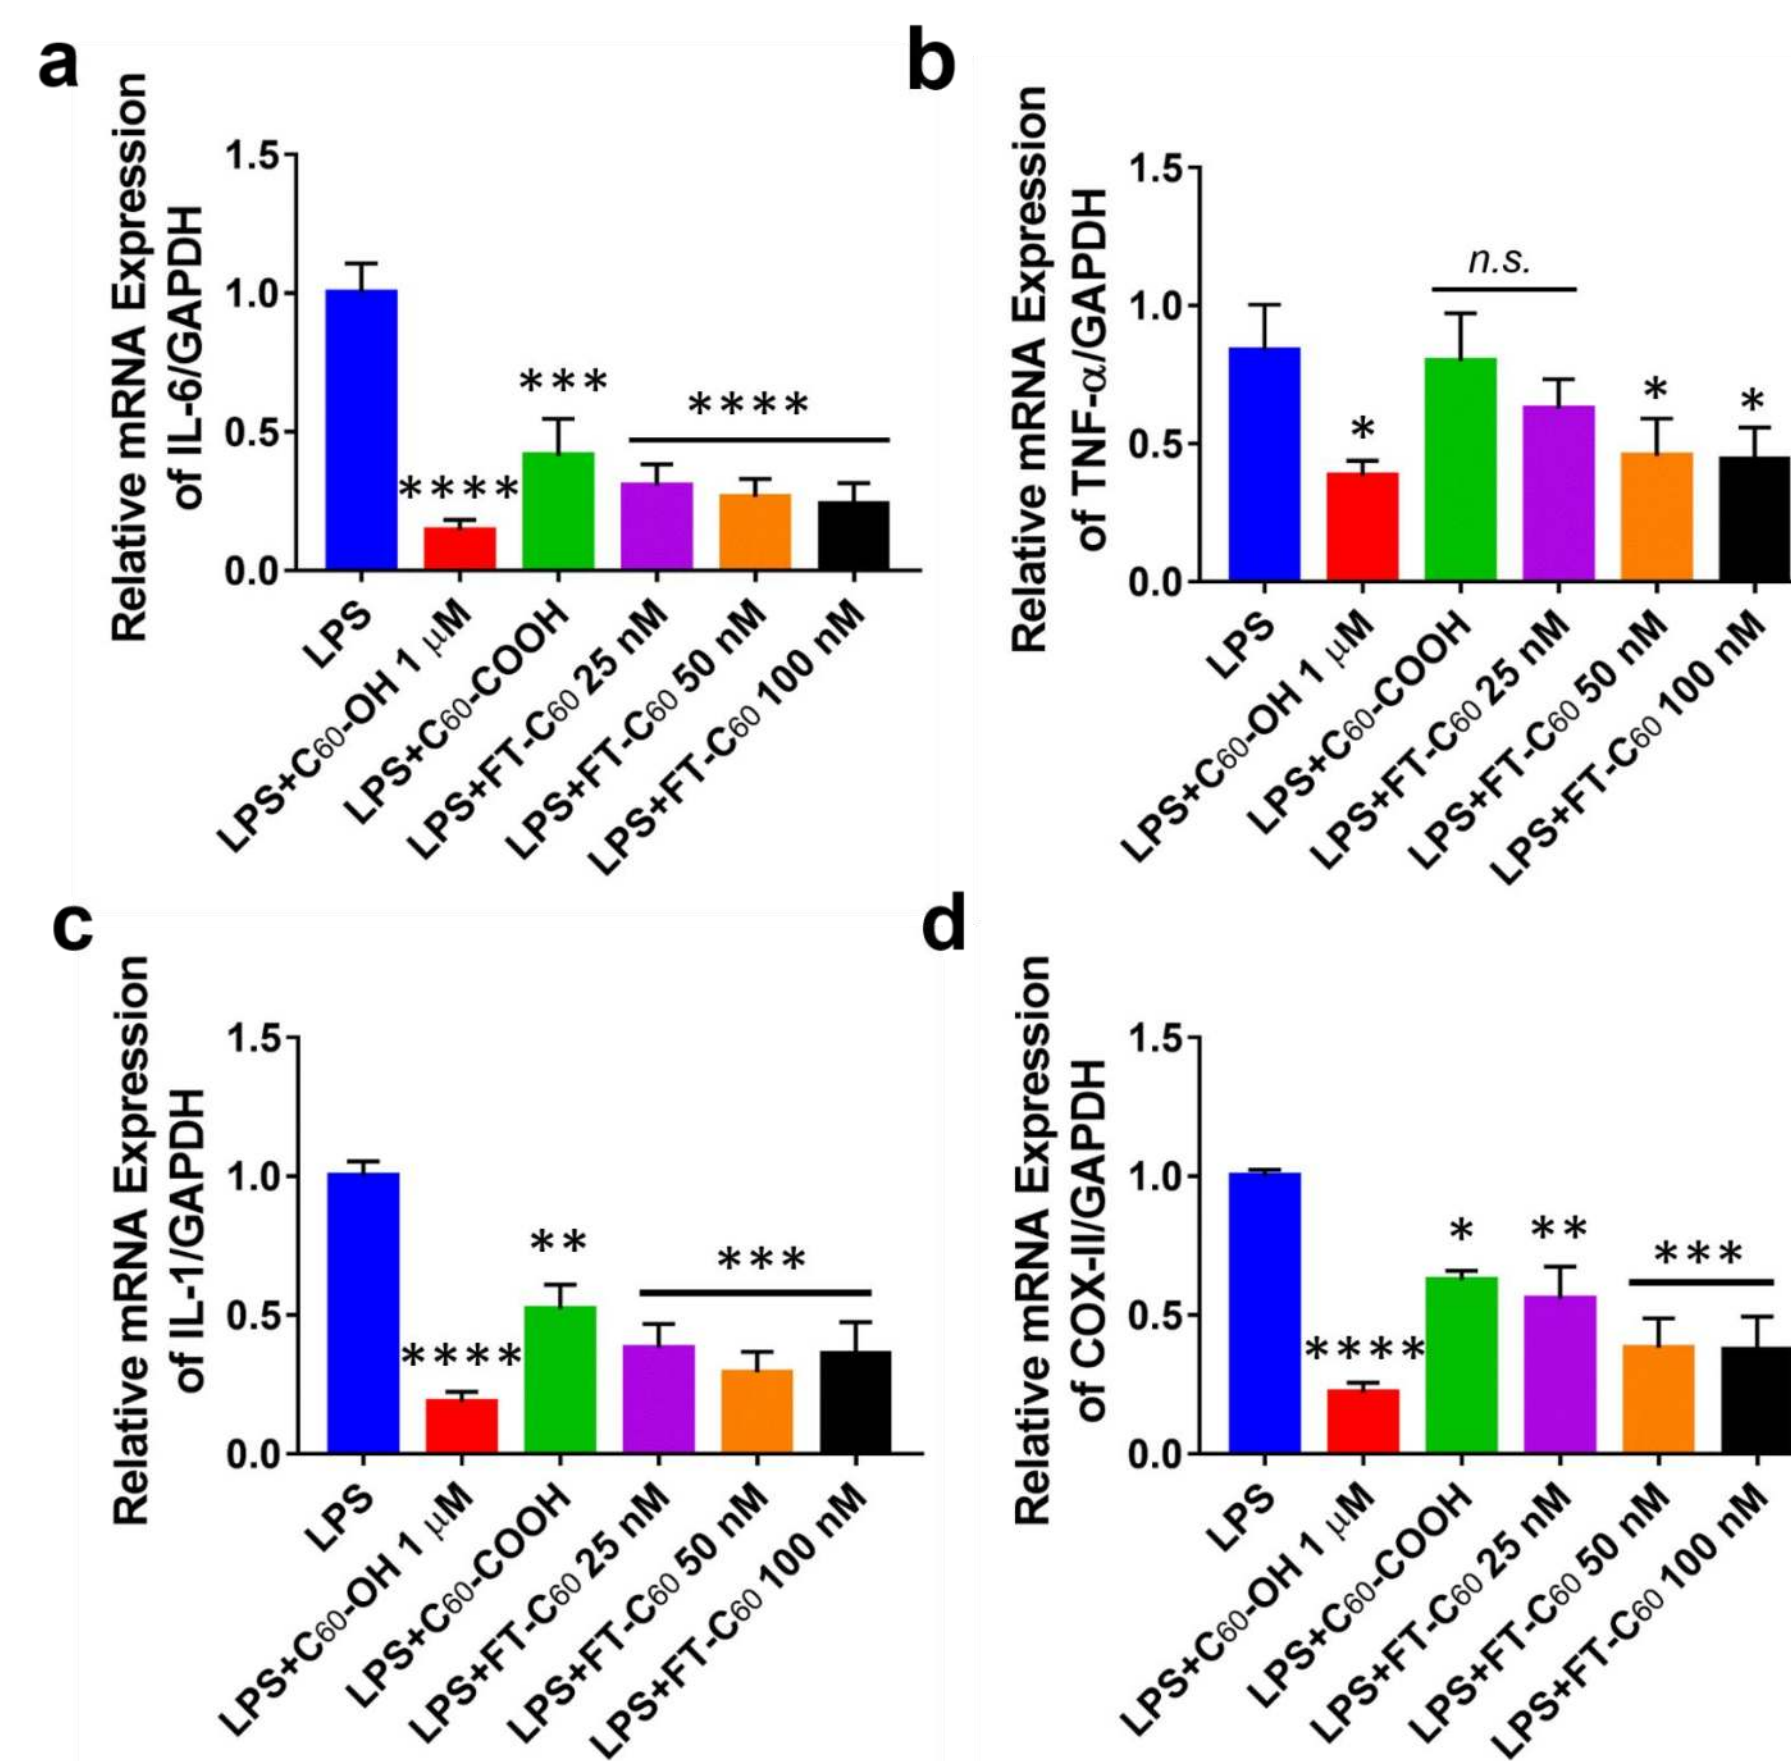 a
Relative mRNA Expression
of IL-6/GAPDH
1.5
1.0
0.5
0.0
****
***
****
LPS
LPS+C60-OH 1 μM
LPS+C60-COOH
LPS+FT-C60 25 nM
LPS+FT-C60 50 nM
LPS+FT-C60 100 nM
b
Relative mRNA Expression
of TNF-α/GAPDH
1.5
1.0
0.5
0.0
*
n.s.
*
*
LPS
LPS+C60-OH 1 μM
LPS+C60-COOH
LPS+FT-C60 25 nM
LPS+FT-C60 50 nM
LPS+FT-C60 100 nM
c
Relative mRNA Expression
of IL-1/GAPDH
1.5
1.0
0.5
0.0
****
**
***
LPS
LPS+C60-OH 1 μM
LPS+C60-COOH
LPS+FT-C60 25 nM
LPS+FT-C60 50 nM
LPS+FT-C60 100 nM
d
Relative mRNA Expression
of COX-II/GAPDH
1.5
1.0
0.5
0.0
****
*
**
***
LPS
LPS+C60-OH 1 μM
LPS+C60-COOH
LPS+FT-C60 25 nM
LPS+FT-C60 50 nM
LPS+FT-C60 100 nM